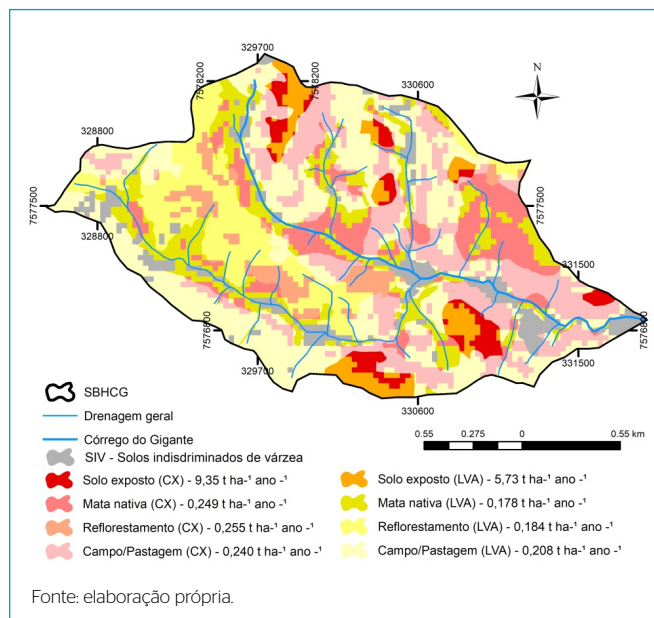 329700
7578200
7578200
330600
N
328800
7577500
7577500
328800
331500
7576800
7576800
329700
331500
330600
SBHCG
Drenagem geral
Córrego do Gigante
SIV - Solos indisdriminados de várzea
0.55 0.275 0 0.55 km
Solo exposto (CX) - 9,35 t ha-¹ ano -¹
Mata nativa (CX) - 0,249 t ha-¹ ano -¹
Reflorestamento (CX) - 0,255 t ha-¹ ano -¹
Campo/Pastagem (CX) - 0,240 t ha-¹ ano -¹
Solo exposto (LVA) - 5,73 t ha-¹ ano -¹
Mata nativa (LVA) - 0,178 t ha-¹ ano -¹
Reflorestamento (LVA) - 0,184 t ha-¹ ano -¹
Campo/Pastagem (LVA) - 0,208 t ha-¹ ano -¹
Fonte: elaboração própria.